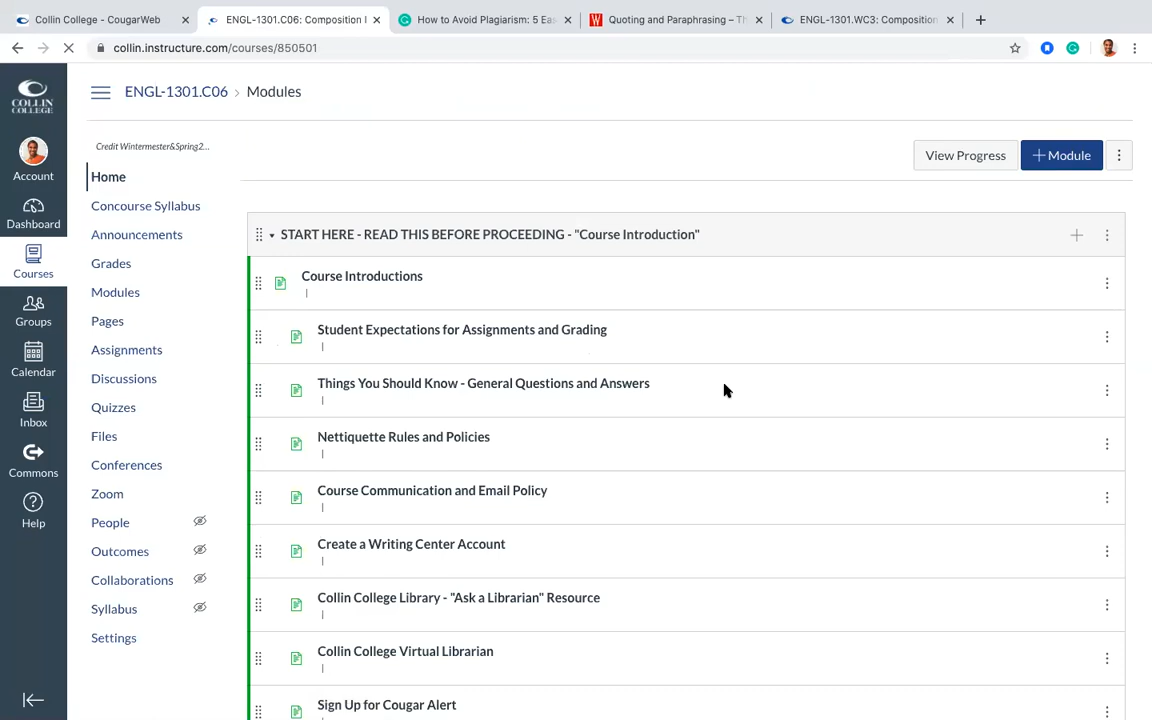 Collin College - CougarWeb
ENGL-1301.C06: Composition I
How to Avoid Plagiarism: 5 Eas
Quoting and Paraphrasing – Th
ENGL-1301.WC3: Composition
collin.instructure.com/courses/850501
COLLIN
COLLEGE
Account
Dashboard
Courses
Groups
Calendar
Inbox
Commons
Help
ENGL-1301.C06 › Modules
Credit Wintermester&Spring2...
Home
Concourse Syllabus
Announcements
Grades
Modules
Pages
Assignments
Discussions
Quizzes
Files
Conferences
Zoom
People
Outcomes
Collaborations
Syllabus
Settings
View Progress
+ Module
START HERE - READ THIS BEFORE PROCEEDING - "Course Introduction"
Course Introductions
|
Student Expectations for Assignments and Grading
|
Things You Should Know - General Questions and Answers
|
Nettiquette Rules and Policies
|
Course Communication and Email Policy
|
Create a Writing Center Account
|
Collin College Library - "Ask a Librarian" Resource
|
Collin College Virtual Librarian
|
Sign Up for Cougar Alert